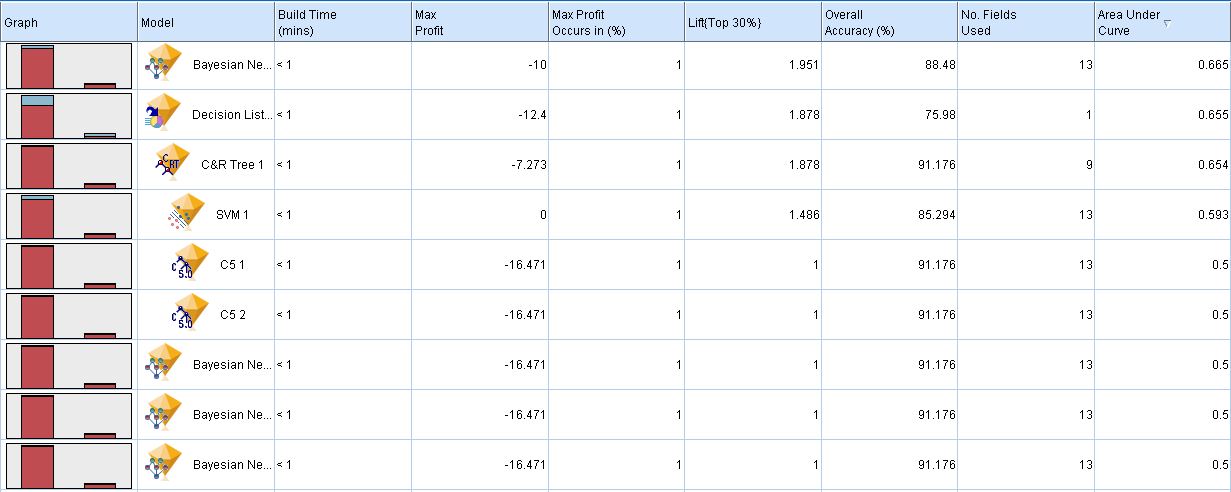 Graph Model Build Time (mins) Max Profit Max Profit Occurs in (%) Lift{Top 30%} Overall Accuracy (%) No. Fields Used Area Under Curve
Bayesian Ne... < 1 -10 1 1.951 88.48 13 0.665
Decision List... < 1 -12.4 1 1.878 75.98 1 0.655
C&R Tree 1 < 1 -7.273 1 1.878 91.176 9 0.654
SVM 1 < 1 0 1 1.486 85.294 13 0.593
C5 1 < 1 -16.471 1 1 91.176 13 0.5
C5 2 < 1 -16.471 1 1 91.176 13 0.5
Bayesian Ne... < 1 -16.471 1 1 91.176 13 0.5
Bayesian Ne... < 1 -16.471 1 1 91.176 13 0.5
Bayesian Ne... < 1 -16.471 1 1 91.176 13 0.5